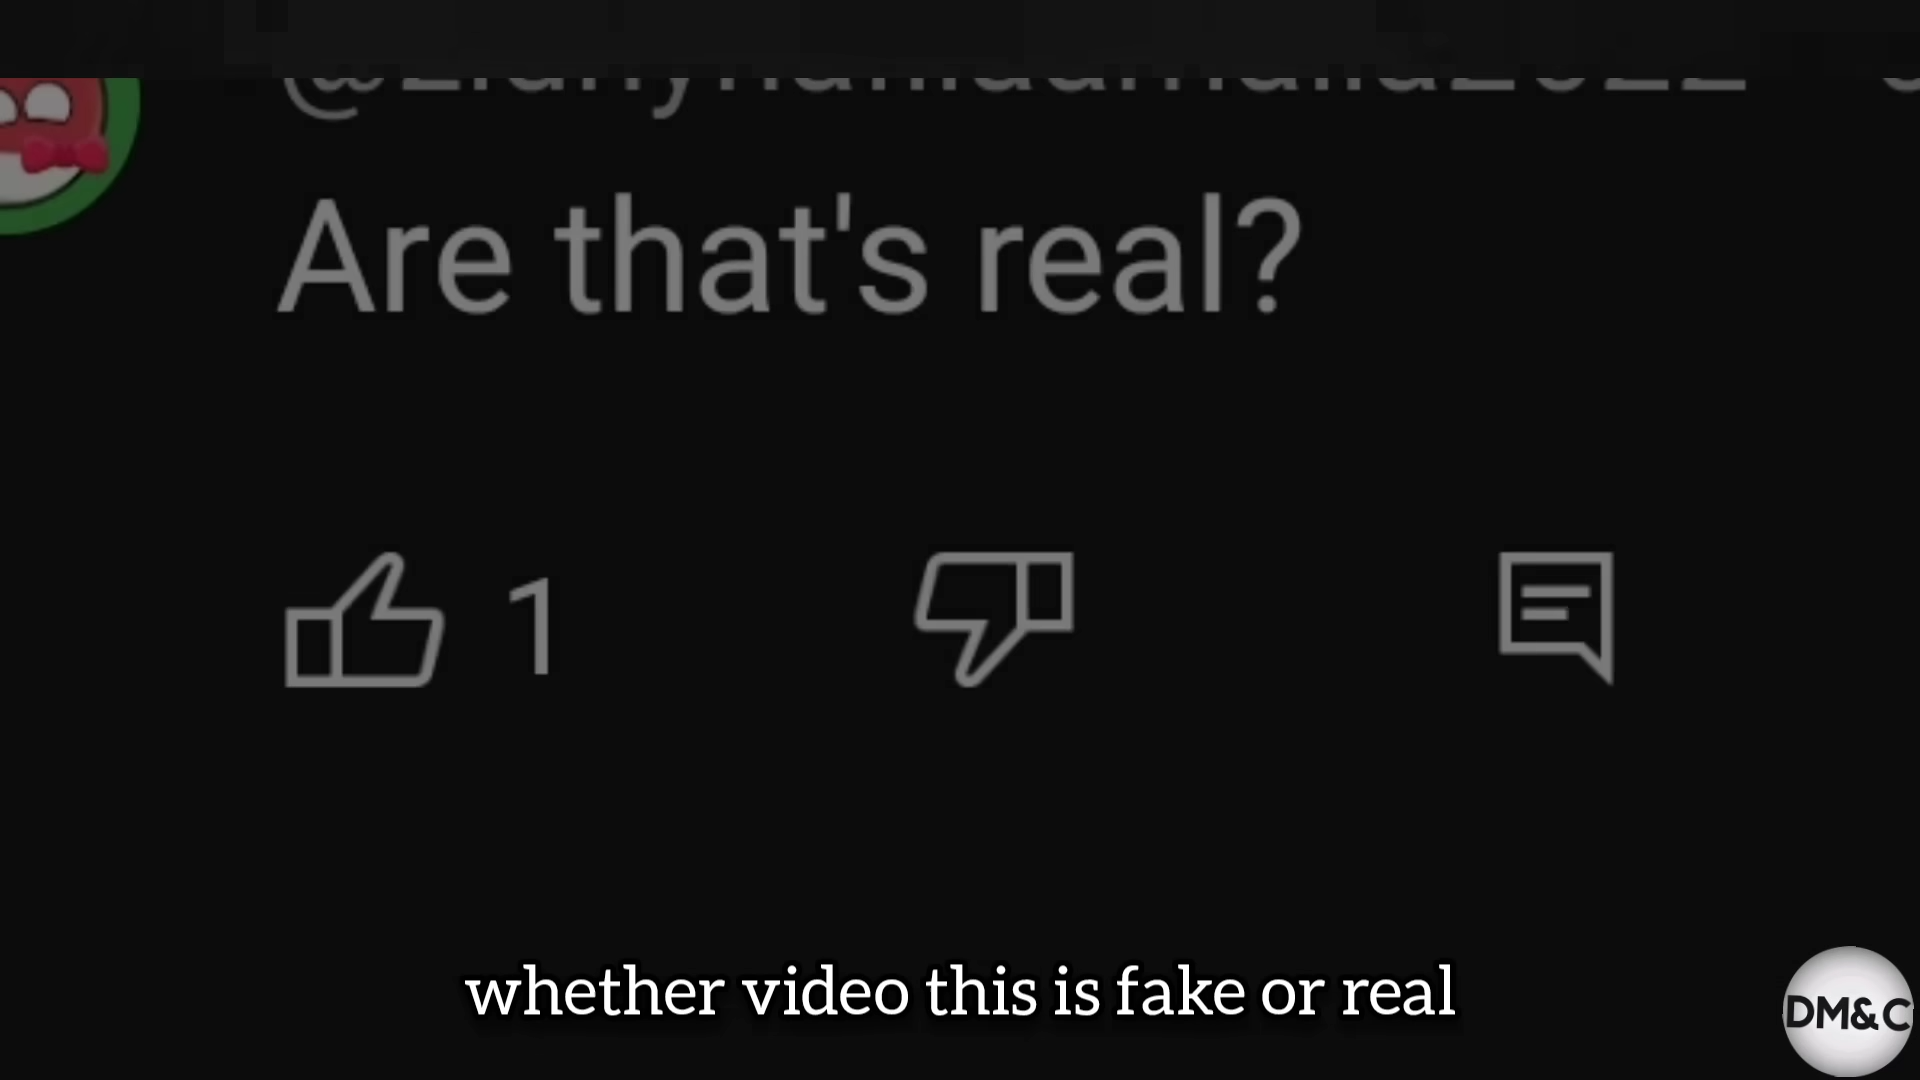 Are that's real?
1
whether video this is fake or real
DM&C